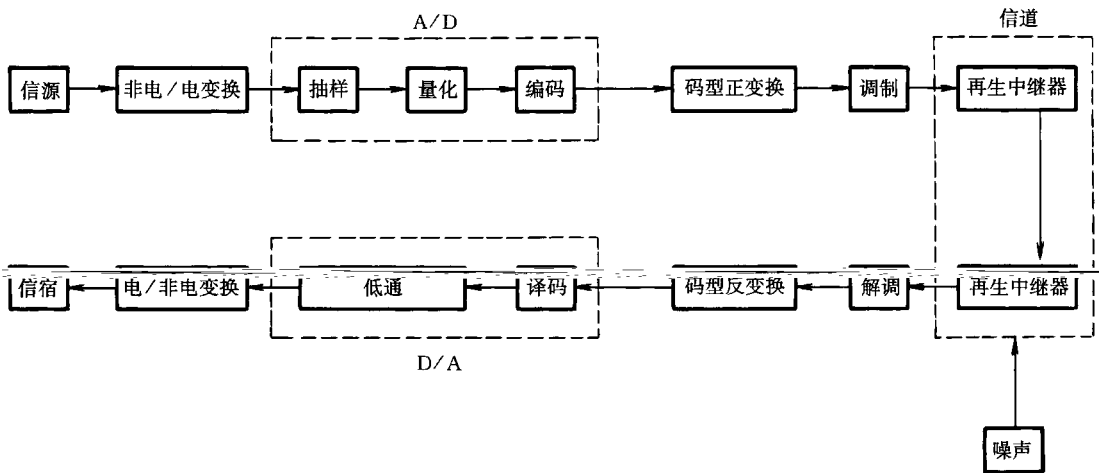 A/D
信道
信源
非电/电变换
抽样
量化
编码
码型正变换
调制
再生中继器
信宿
电/非电变换
低通
译码
码型反变换
解调
再生中继器
D/A
噪声